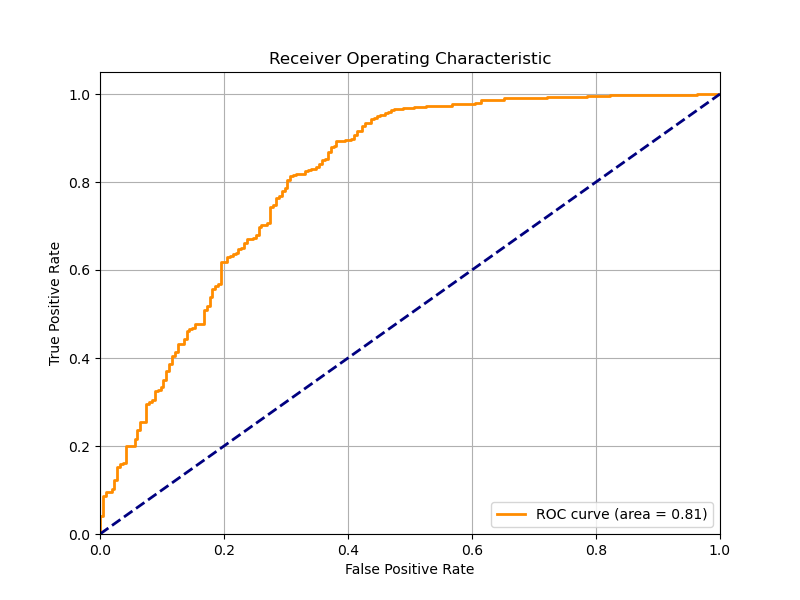 Receiver Operating Characteristic
True Positive Rate
1.0
0.8
0.6
0.4
0.2
0.0
ROC curve (area = 0.81)
0.0 0.2 0.4 0.6 0.8 1.0
False Positive Rate